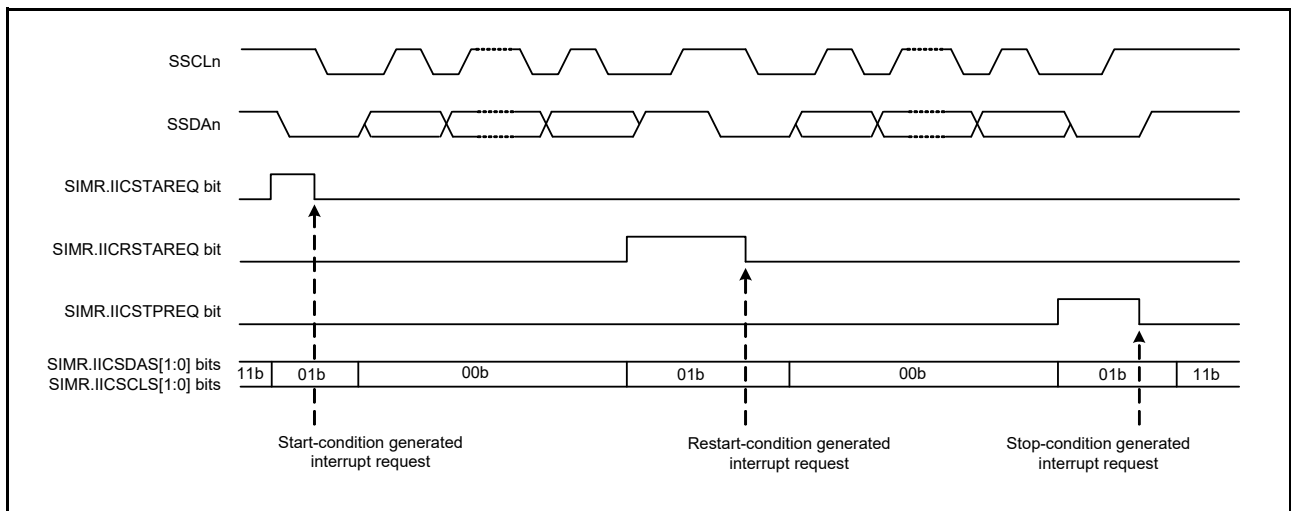 SSCLn
SSDAn
SIMR.IICSTAREQ bit
SIMR.IICRSTAREQ bit
SIMR.IICSTPREQ bit
SIMR.IICSDAS[1:0] bits
SIMR.IICSCLS[1:0] bits
11b 01b 00b 01b 00b 01b 11b
Start-condition generated
interrupt request
Restart-condition generated
interrupt request
Stop-condition generated
interrupt request